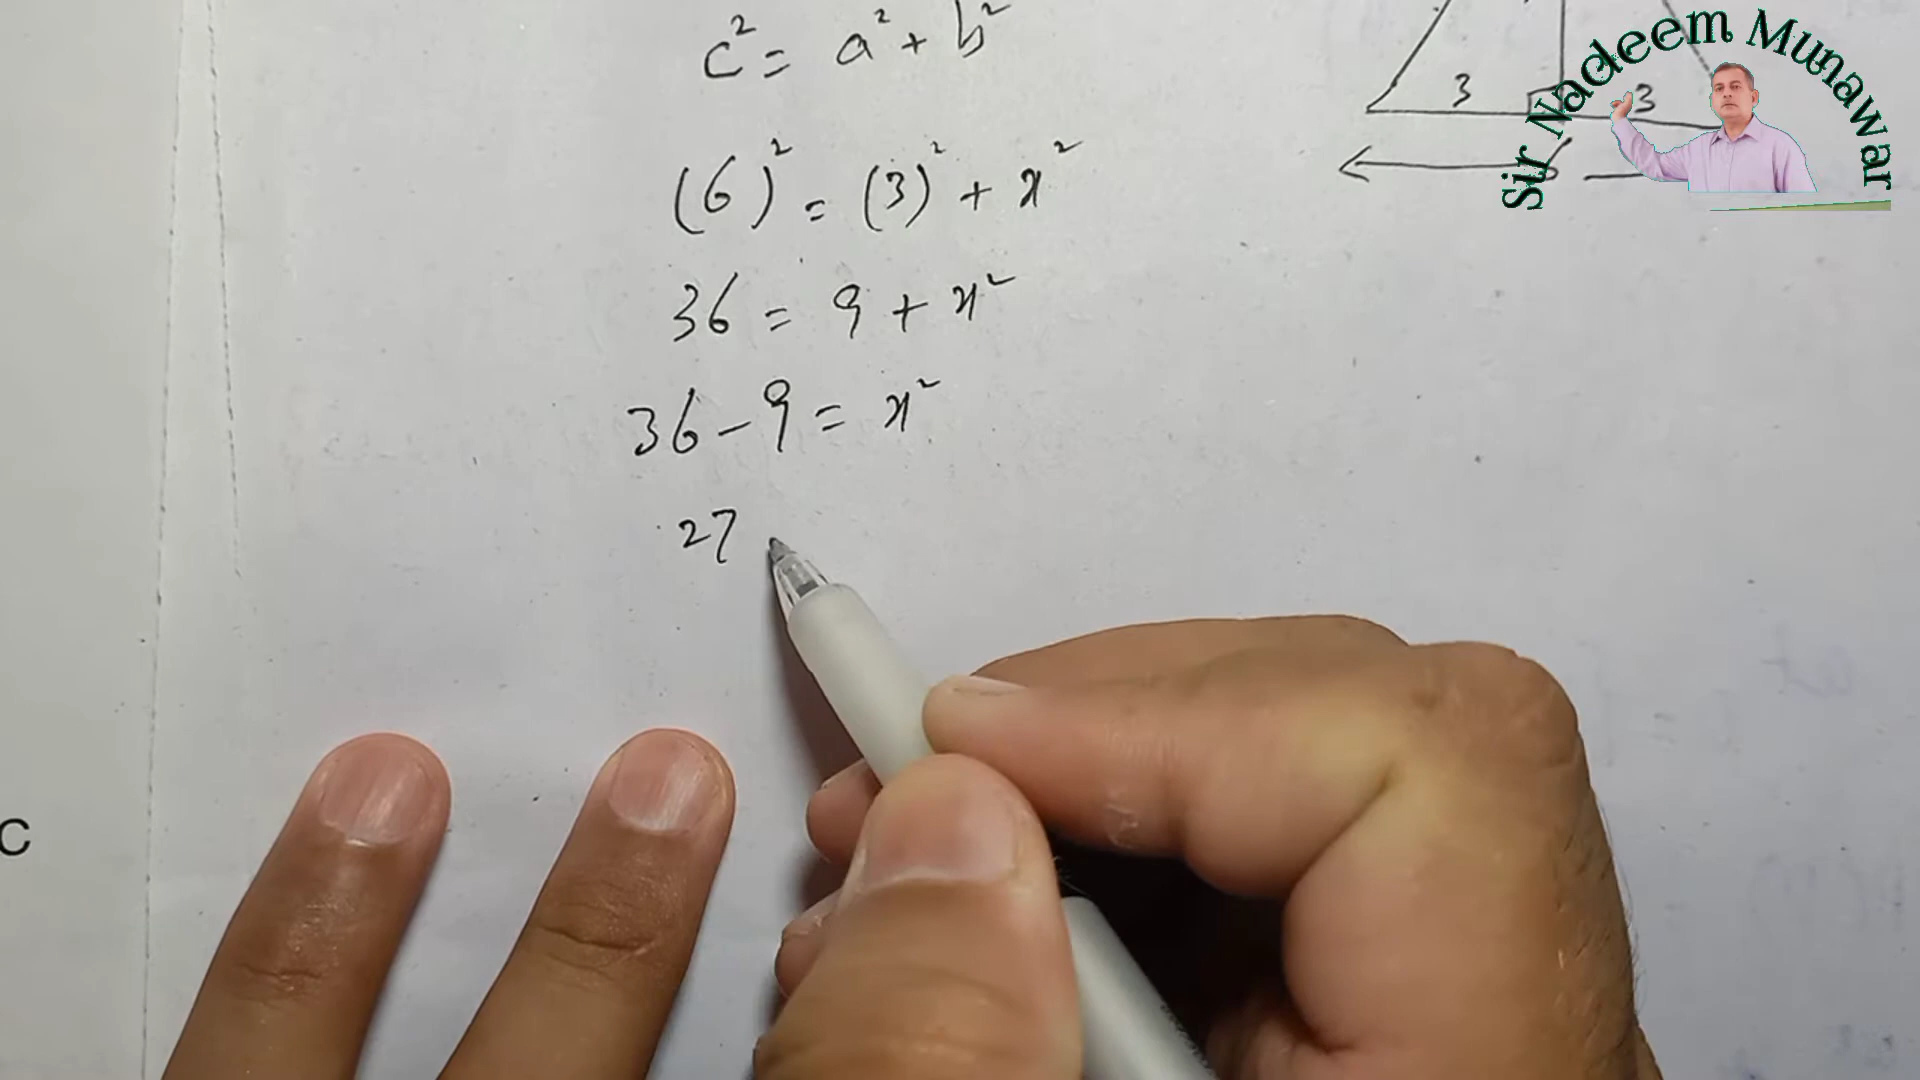 c² = a² + b²
(6)² = (3)² + x²
36 = 9 + x²
36 - 9 = x²
27
3
3
Sir Nadeem Munawar
C